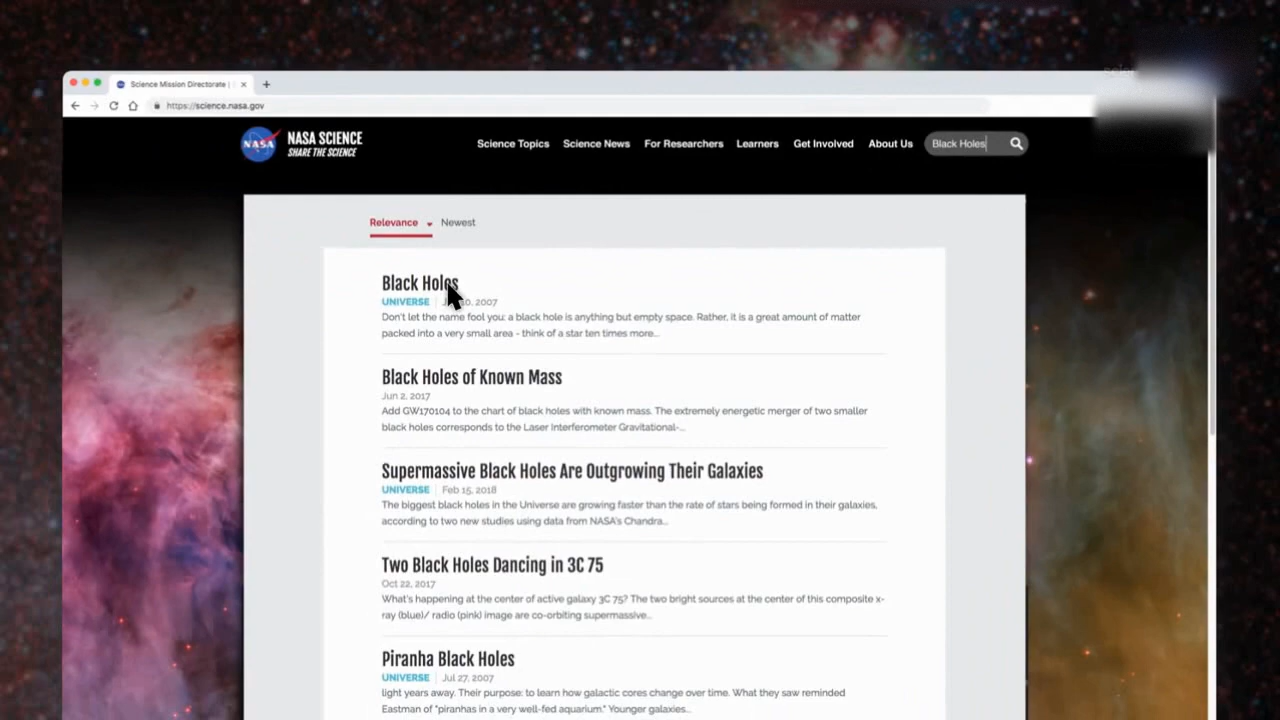 Science Mission Directorate |
https://science.nasa.gov
NASA
NASA SCIENCE
SHARE THE SCIENCE
Science Topics
Science News
For Researchers
Learners
Get Involved
About Us
Black Holes
Relevance
Newest
Black Holes
UNIVERSE | 2007
Don't let the name fool you: a black hole is anything but empty space. Rather, it is a great amount of matter
packed into a very small area - think of a star ten times more...
Black Holes of Known Mass
Jun 2, 2017
Add GW170104 to the chart of black holes with known mass. The extremely energetic merger of two smaller
black holes corresponds to the Laser Interferometer Gravitational-...
Supermassive Black Holes Are Outgrowing Their Galaxies
UNIVERSE | Feb 15, 2018
The biggest black holes in the Universe are growing faster than the rate of stars being formed in their galaxies,
according to two new studies using data from NASA's Chandra...
Two Black Holes Dancing in 3C 75
Oct 22, 2017
What's happening at the center of active galaxy 3C 75? The two bright sources at the center of this composite x-
ray (blue)/ radio (pink) image are co-orbiting supermassive...
Piranha Black Holes
UNIVERSE | Jul 27, 2007
light years away. Their purpose: to learn how galactic cores change over time. What they saw reminded
Eastman of "piranhas in a very well-fed aquarium." Younger galaxies...